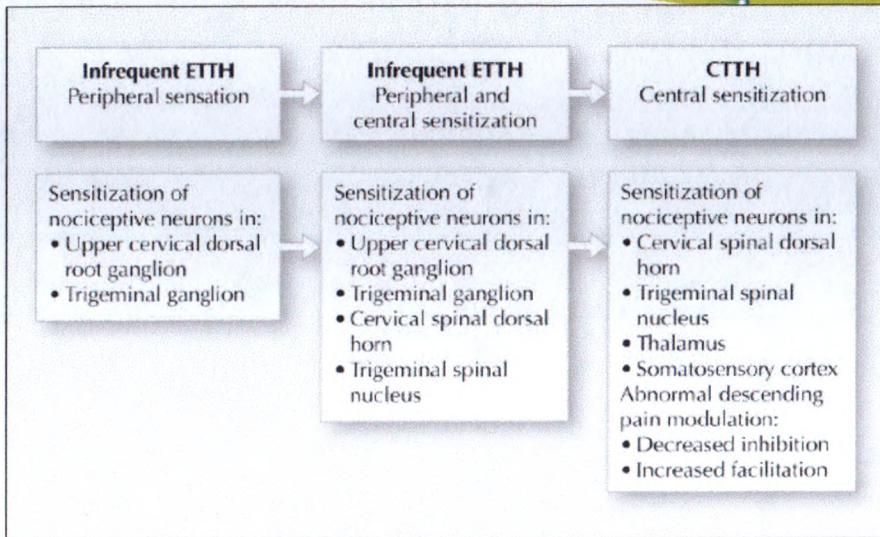 Infrequent ETTH
Peripheral sensation
Infrequent ETTH
Peripheral and
central sensitization
CTTH
Central sensitization
Sensitization of
nociceptive neurons in:
• Upper cervical dorsal
root ganglion
• Trigeminal ganglion
Sensitization of
nociceptive neurons in:
• Upper cervical dorsal
root ganglion
• Trigeminal ganglion
• Cervical spinal dorsal
horn
• Trigeminal spinal
nucleus
Sensitization of
nociceptive neurons in:
• Cervical spinal dorsal
horn
• Trigeminal spinal
nucleus
• Thalamus
• Somatosensory cortex
Abnormal descending
pain modulation:
• Decreased inhibition
• Increased facilitation